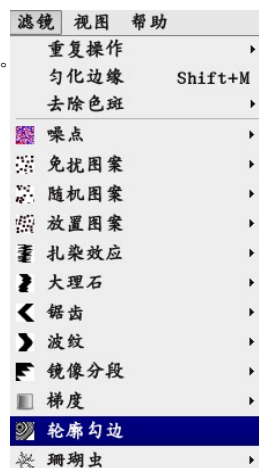 滤镜 视图 帮助
重复操作
匀化边缘 Shift+M
去除色斑
噪点
免扰图案
随机图案
放置图案
扎染效应
大理石
锯齿
波纹
镜像分段
梯度
轮廓勾边
珊瑚虫